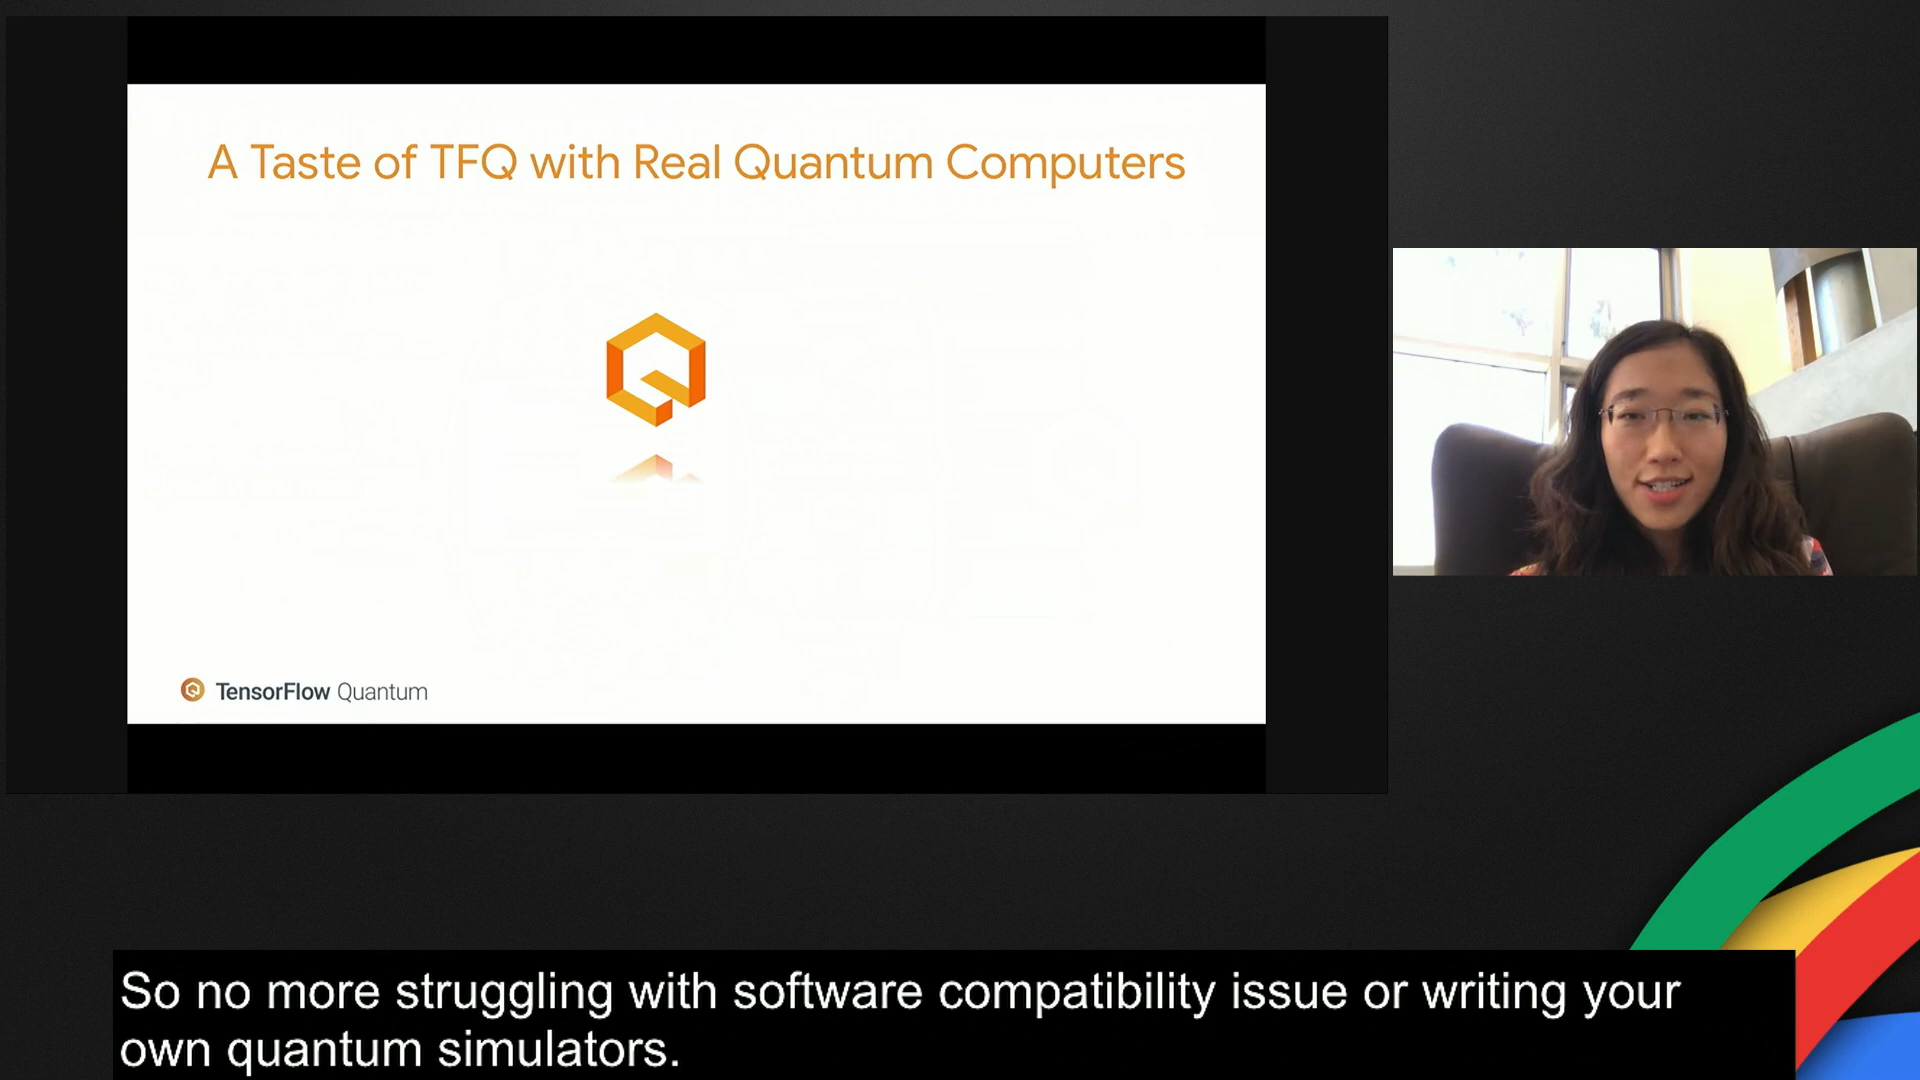 A Taste of TFQ with Real Quantum Computers
TensorFlow Quantum
So no more struggling with software compatibility issue or writing your
own quantum simulators.